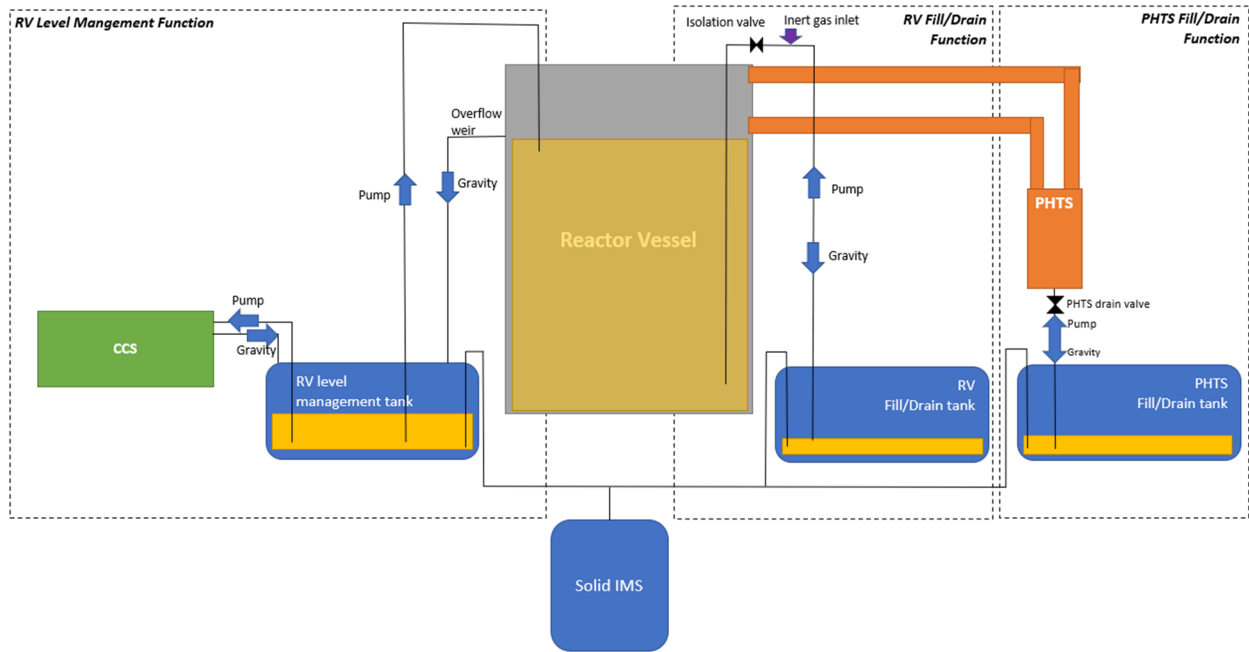 RV Level Mangement Function
Isolation valve
Inert gas inlet
RV Fill/Drain
Function
PHTS Fill/Drain
Function
Overflow
weir
Pump
Gravity
Pump
Gravity
Reactor Vessel
PHTS
PHTS drain valve
Pump
Gravity
Pump
Gravity
CCS
RV level
management tank
RV
Fill/Drain tank
PHTS
Fill/Drain tank
Solid IMS